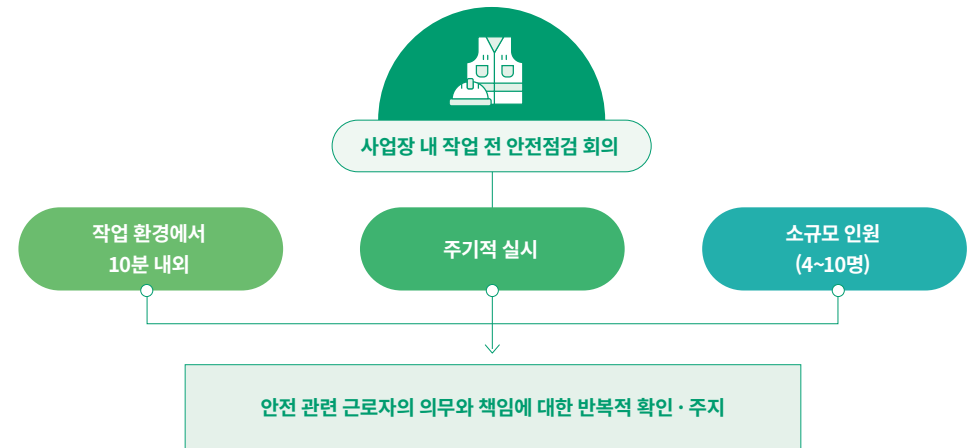 사업장 내 작업 전 안전점검 회의
작업 환경에서
10분 내외
주기적 실시
소규모 인원
(4~10명)
안전 관련 근로자의 의무와 책임에 대한 반복적 확인 · 주지